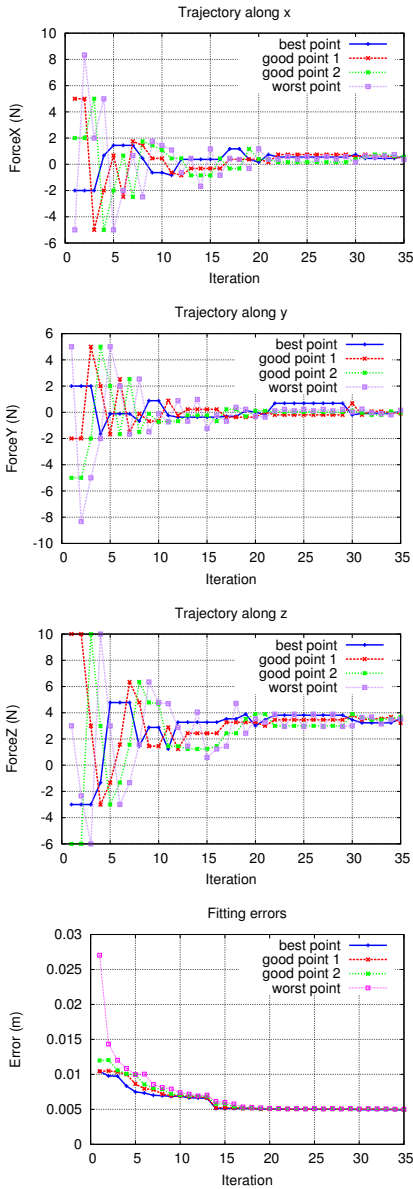 Trajectory along x
ForceX (N)
10
8
6
4
2
0
-2
-4
-6
best point
good point 1
good point 2
worst point
0 5 10 15 20 25 30 35
Iteration
Trajectory along y
ForceY (N)
6
4
2
0
-2
-4
-6
-8
-10
best point
good point 1
good point 2
worst point
0 5 10 15 20 25 30 35
Iteration
Trajectory along z
ForceZ (N)
10
8
6
4
2
0
-2
-4
-6
best point
good point 1
good point 2
worst point
0 5 10 15 20 25 30 35
Iteration
Fitting errors
Error (m)
0.03
0.025
0.02
0.015
0.01
0.005
0
best point
good point 1
good point 2
worst point
0 5 10 15 20 25 30 35
Iteration